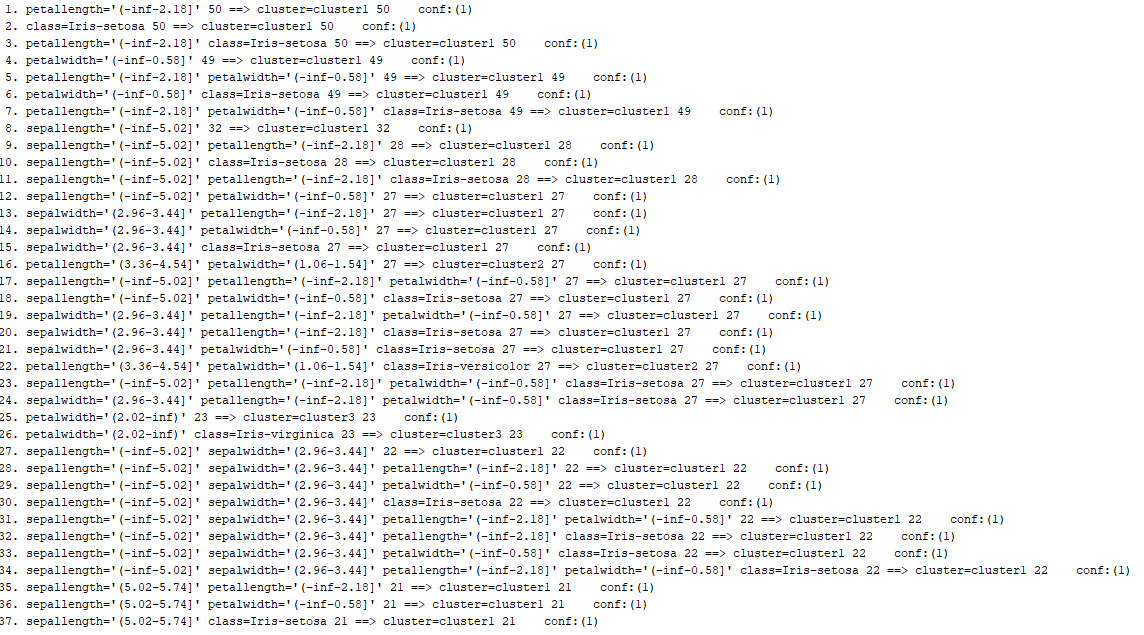 1. petallength='(-inf-2.18]' 50 ==> cluster=cluster1 50    conf:(1)
2. class=Iris-setosa 50 ==> cluster=cluster1 50    conf:(1)
3. petallength='(-inf-2.18]' class=Iris-setosa 50 ==> cluster=cluster1 50    conf:(1)
4. petalwidth='(-inf-0.58]' 49 ==> cluster=cluster1 49    conf:(1)
5. petallength='(-inf-2.18]' petalwidth='(-inf-0.58]' 49 ==> cluster=cluster1 49    conf:(1)
6. petalwidth='(-inf-0.58]' class=Iris-setosa 49 ==> cluster=cluster1 49    conf:(1)
7. petallength='(-inf-2.18]' petalwidth='(-inf-0.58]' class=Iris-setosa 49 ==> cluster=cluster1 49    conf:(1)
8. sepallength='(-inf-5.02]' 32 ==> cluster=cluster1 32    conf:(1)
9. sepallength='(-inf-5.02]' petallength='(-inf-2.18]' 28 ==> cluster=cluster1 28    conf:(1)
10. sepallength='(-inf-5.02]' class=Iris-setosa 28 ==> cluster=cluster1 28    conf:(1)
11. sepallength='(-inf-5.02]' petallength='(-inf-2.18]' class=Iris-setosa 28 ==> cluster=cluster1 28    conf:(1)
12. sepallength='(-inf-5.02]' petalwidth='(-inf-0.58]' 27 ==> cluster=cluster1 27    conf:(1)
13. sepalwidth='(2.96-3.44]' petallength='(-inf-2.18]' 27 ==> cluster=cluster1 27    conf:(1)
14. sepalwidth='(2.96-3.44]' petalwidth='(-inf-0.58]' 27 ==> cluster=cluster1 27    conf:(1)
15. sepalwidth='(2.96-3.44]' class=Iris-setosa 27 ==> cluster=cluster1 27    conf:(1)
16. petallength='(3.36-4.54]' petalwidth='(1.06-1.54]' 27 ==> cluster=cluster2 27    conf:(1)
17. sepallength='(-inf-5.02]' petallength='(-inf-2.18]' petalwidth='(-inf-0.58]' 27 ==> cluster=cluster1 27    conf:(1)
18. sepallength='(-inf-5.02]' petalwidth='(-inf-0.58]' class=Iris-setosa 27 ==> cluster=cluster1 27    conf:(1)
19. sepalwidth='(2.96-3.44]' petallength='(-inf-2.18]' petalwidth='(-inf-0.58]' 27 ==> cluster=cluster1 27    conf:(1)
20. sepalwidth='(2.96-3.44]' petallength='(-inf-2.18]' class=Iris-setosa 27 ==> cluster=cluster1 27    conf:(1)
21. sepalwidth='(2.96-3.44]' petalwidth='(-inf-0.58]' class=Iris-setosa 27 ==> cluster=cluster1 27    conf:(1)
22. petallength='(3.36-4.54]' petalwidth='(1.06-1.54]' class=Iris-versicolor 27 ==> cluster=cluster2 27    conf:(1)
23. sepallength='(-inf-5.02]' petallength='(-inf-2.18]' petalwidth='(-inf-0.58]' class=Iris-setosa 27 ==> cluster=cluster1 27    conf:(1)
24. sepalwidth='(2.96-3.44]' petallength='(-inf-2.18]' petalwidth='(-inf-0.58]' class=Iris-setosa 27 ==> cluster=cluster1 27    conf:(1)
25. petalwidth='(2.02-inf)' 23 ==> cluster=cluster3 23    conf:(1)
26. petalwidth='(2.02-inf)' class=Iris-virginica 23 ==> cluster=cluster3 23    conf:(1)
27. sepallength='(-inf-5.02]' sepalwidth='(2.96-3.44]' 22 ==> cluster=cluster1 22    conf:(1)
28. sepallength='(-inf-5.02]' sepalwidth='(2.96-3.44]' petallength='(-inf-2.18]' 22 ==> cluster=cluster1 22    conf:(1)
29. sepallength='(-inf-5.02]' sepalwidth='(2.96-3.44]' petalwidth='(-inf-0.58]' 22 ==> cluster=cluster1 22    conf:(1)
30. sepallength='(-inf-5.02]' sepalwidth='(2.96-3.44]' class=Iris-setosa 22 ==> cluster=cluster1 22    conf:(1)
31. sepallength='(-inf-5.02]' sepalwidth='(2.96-3.44]' petallength='(-inf-2.18]' petalwidth='(-inf-0.58]' 22 ==> cluster=cluster1 22    conf:(1)
32. sepallength='(-inf-5.02]' sepalwidth='(2.96-3.44]' petallength='(-inf-2.18]' class=Iris-setosa 22 ==> cluster=cluster1 22    conf:(1)
33. sepallength='(-inf-5.02]' sepalwidth='(2.96-3.44]' petalwidth='(-inf-0.58]' class=Iris-setosa 22 ==> cluster=cluster1 22    conf:(1)
34. sepallength='(-inf-5.02]' sepalwidth='(2.96-3.44]' petallength='(-inf-2.18]' petalwidth='(-inf-0.58]' class=Iris-setosa 22 ==> cluster=cluster1 22    conf:(1)
35. sepallength='(5.02-5.74]' petallength='(-inf-2.18]' 21 ==> cluster=cluster1 21    conf:(1)
36. sepallength='(5.02-5.74]' petalwidth='(-inf-0.58]' 21 ==> cluster=cluster1 21    conf:(1)
37. sepallength='(5.02-5.74]' class=Iris-setosa 21 ==> cluster=cluster1 21    conf:(1)